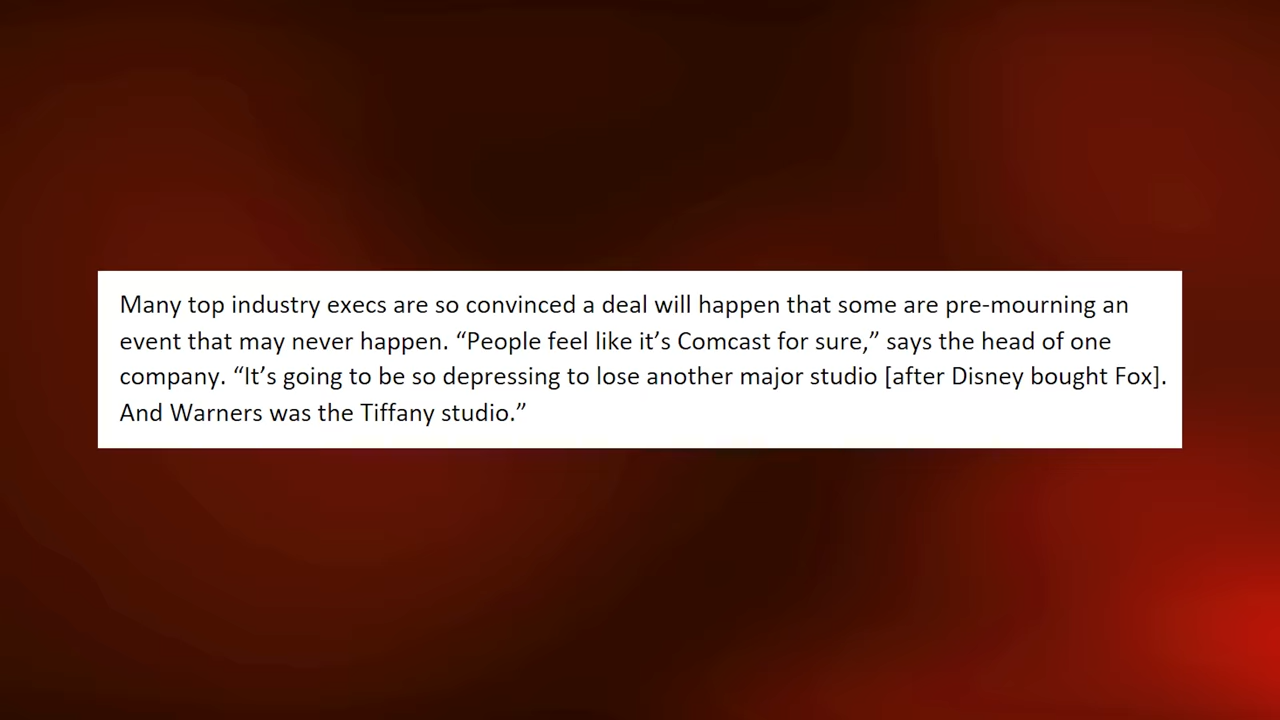 Many top industry execs are so convinced a deal will happen that some are pre-mourning an
event that may never happen. “People feel like it’s Comcast for sure,” says the head of one
company. “It’s going to be so depressing to lose another major studio [after Disney bought Fox].
And Warners was the Tiffany studio.”